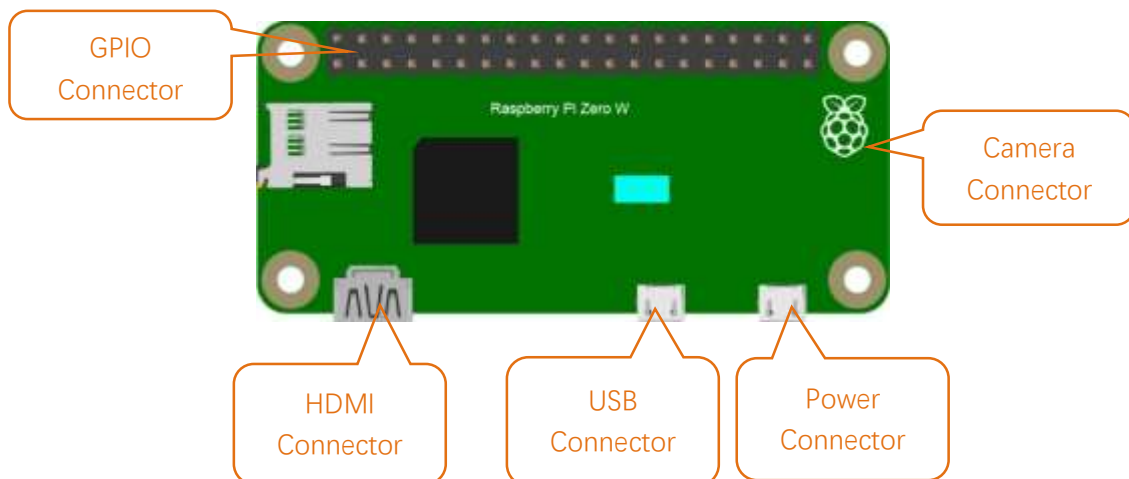 GPIO
Connector
Raspberry Pi Zero W
Camera
Connector
HDMI
Connector
USB
Connector
Power
Connector